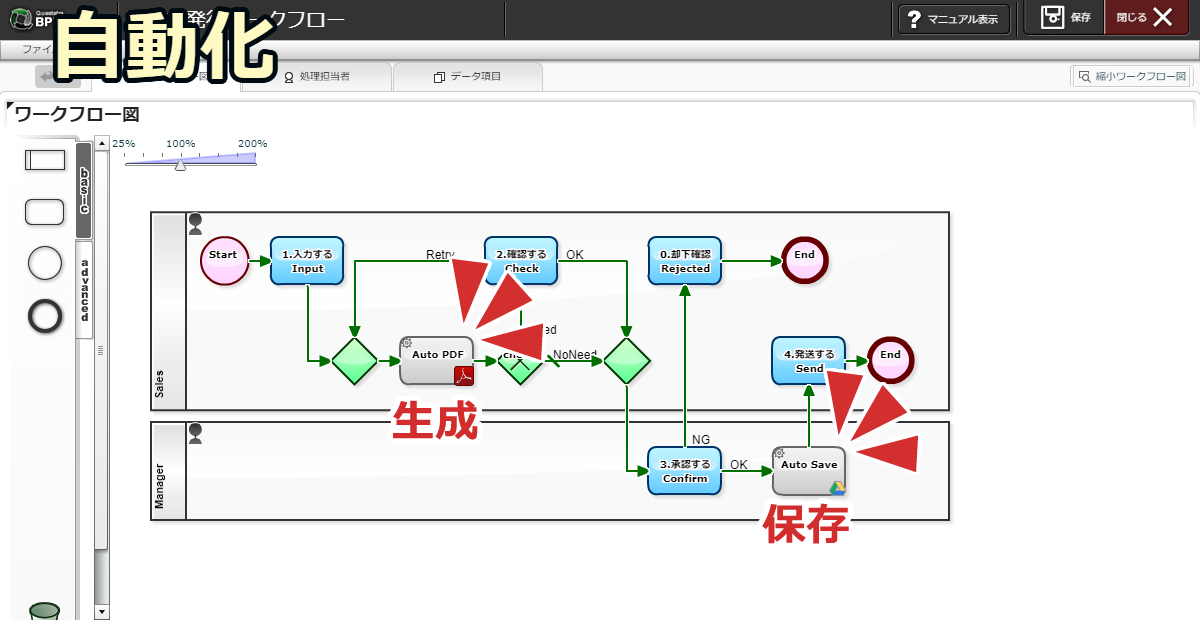 自動化
発行ワークフロー
マニュアル表示
保存
閉じる
ファイ
処理担当者
データ項目
縮小ワークフロー図
ワークフロー図
25%
100%
200%
basic
advanced
Sales
Start
1.入力する
Input
Retry
2.確認する
Check
OK
0.却下確認
Rejected
End
Auto PDF
NoNeed
4.発送する
Send
End
生成
Manager
NG
3.承認する
Confirm
OK
Auto Save
保存